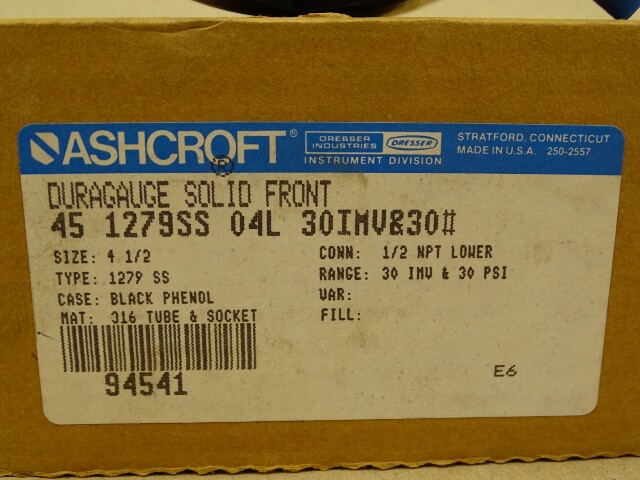 ASHCROFT®
DRESSER INDUSTRIES DRESSER
INSTRUMENT DIVISION
STRATFORD, CONNECTICUT
MADE IN U.S.A. 250-2557
®
DURAGAUGE SOLID FRONT
45 1279SS 04L 30IMV&30#
SIZE: 4 1/2
TYPE: 1279 SS
CASE: BLACK PHENOL
MAT: 316 TUBE & SOCKET
CONN: 1/2 NPT LOWER
RANGE: 30 IMV & 30 PSI
VAR:
FILL:
94541
E6